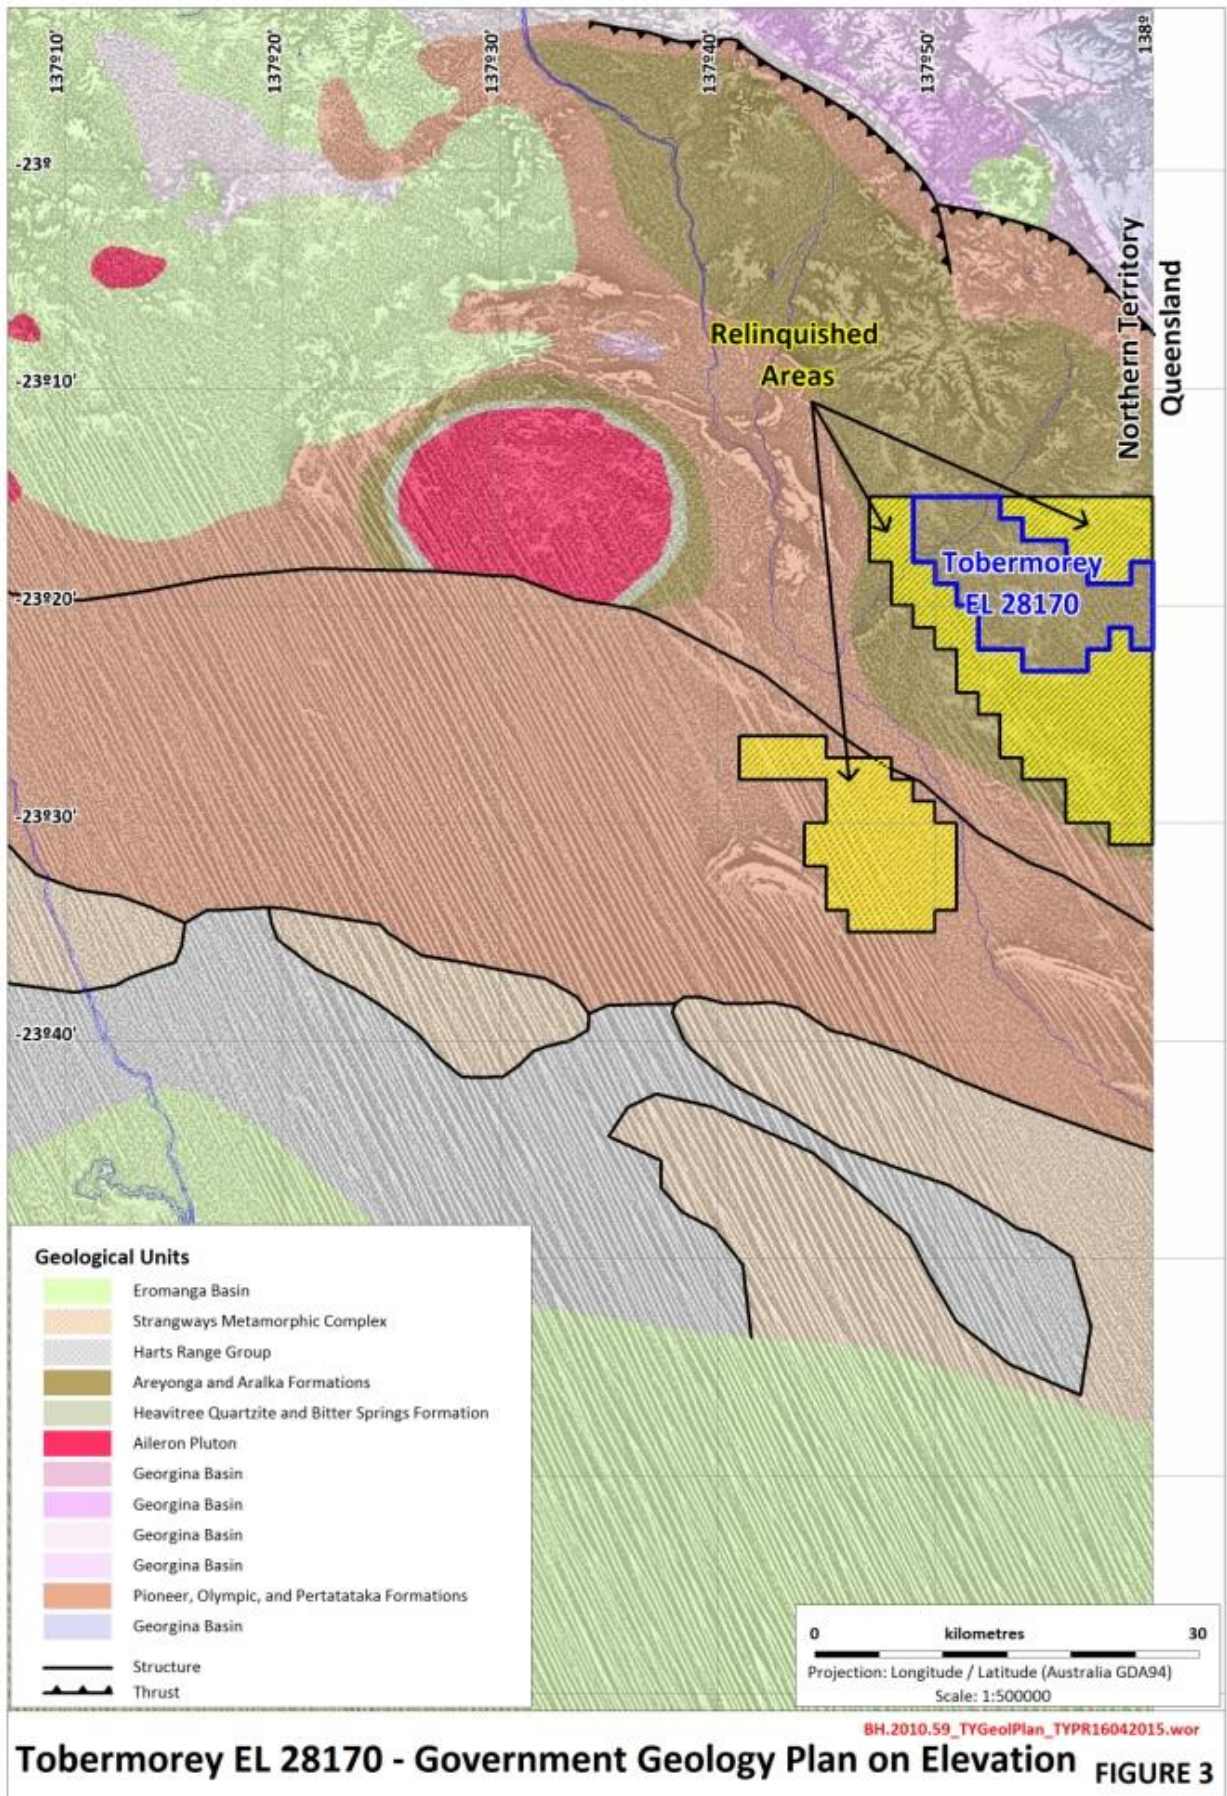 137º10'
137º20'
137º30'
137º40'
137º50'
138º
-23º
-23º10'
-23º20'
-23º30'
-23º40'
Northern Territory
Queensland
Relinquished
Areas
Tobermorey
EL 28170
Geological Units
Eromanga Basin
Strangways Metamorphic Complex
Harts Range Group
Areyonga and Aralka Formations
Heavitree Quartzite and Bitter Springs Formation
Aileron Pluton
Georgina Basin
Georgina Basin
Georgina Basin
Georgina Basin
Pioneer, Olympic, and Pertatataka Formations
Georgina Basin
Structure
Thrust
0 kilometres 30
Projection: Longitude / Latitude (Australia GDA94)
Scale: 1:500000
BH.2010.59_TYGeolPlan_TYPR16042015.wor
Tobermorey EL 28170 - Government Geology Plan on Elevation FIGURE 3